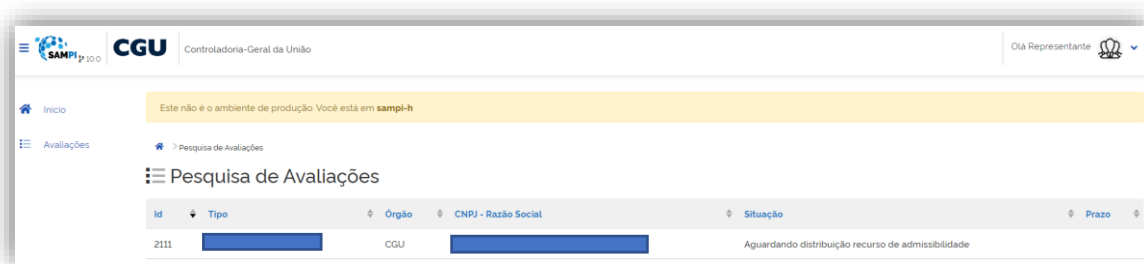 SAMPI 10.0 CGU Controladoria-Geral da União Olá Representante
Início
Este não é o ambiente de produção. Você está em sampi-h
Avaliações
> Pesquisa de Avaliações
Pesquisa de Avaliações
Id Tipo Órgão CNPJ - Razão Social Situação Prazo
2111 CGU Aguardando distribuição recurso de admissibilidade